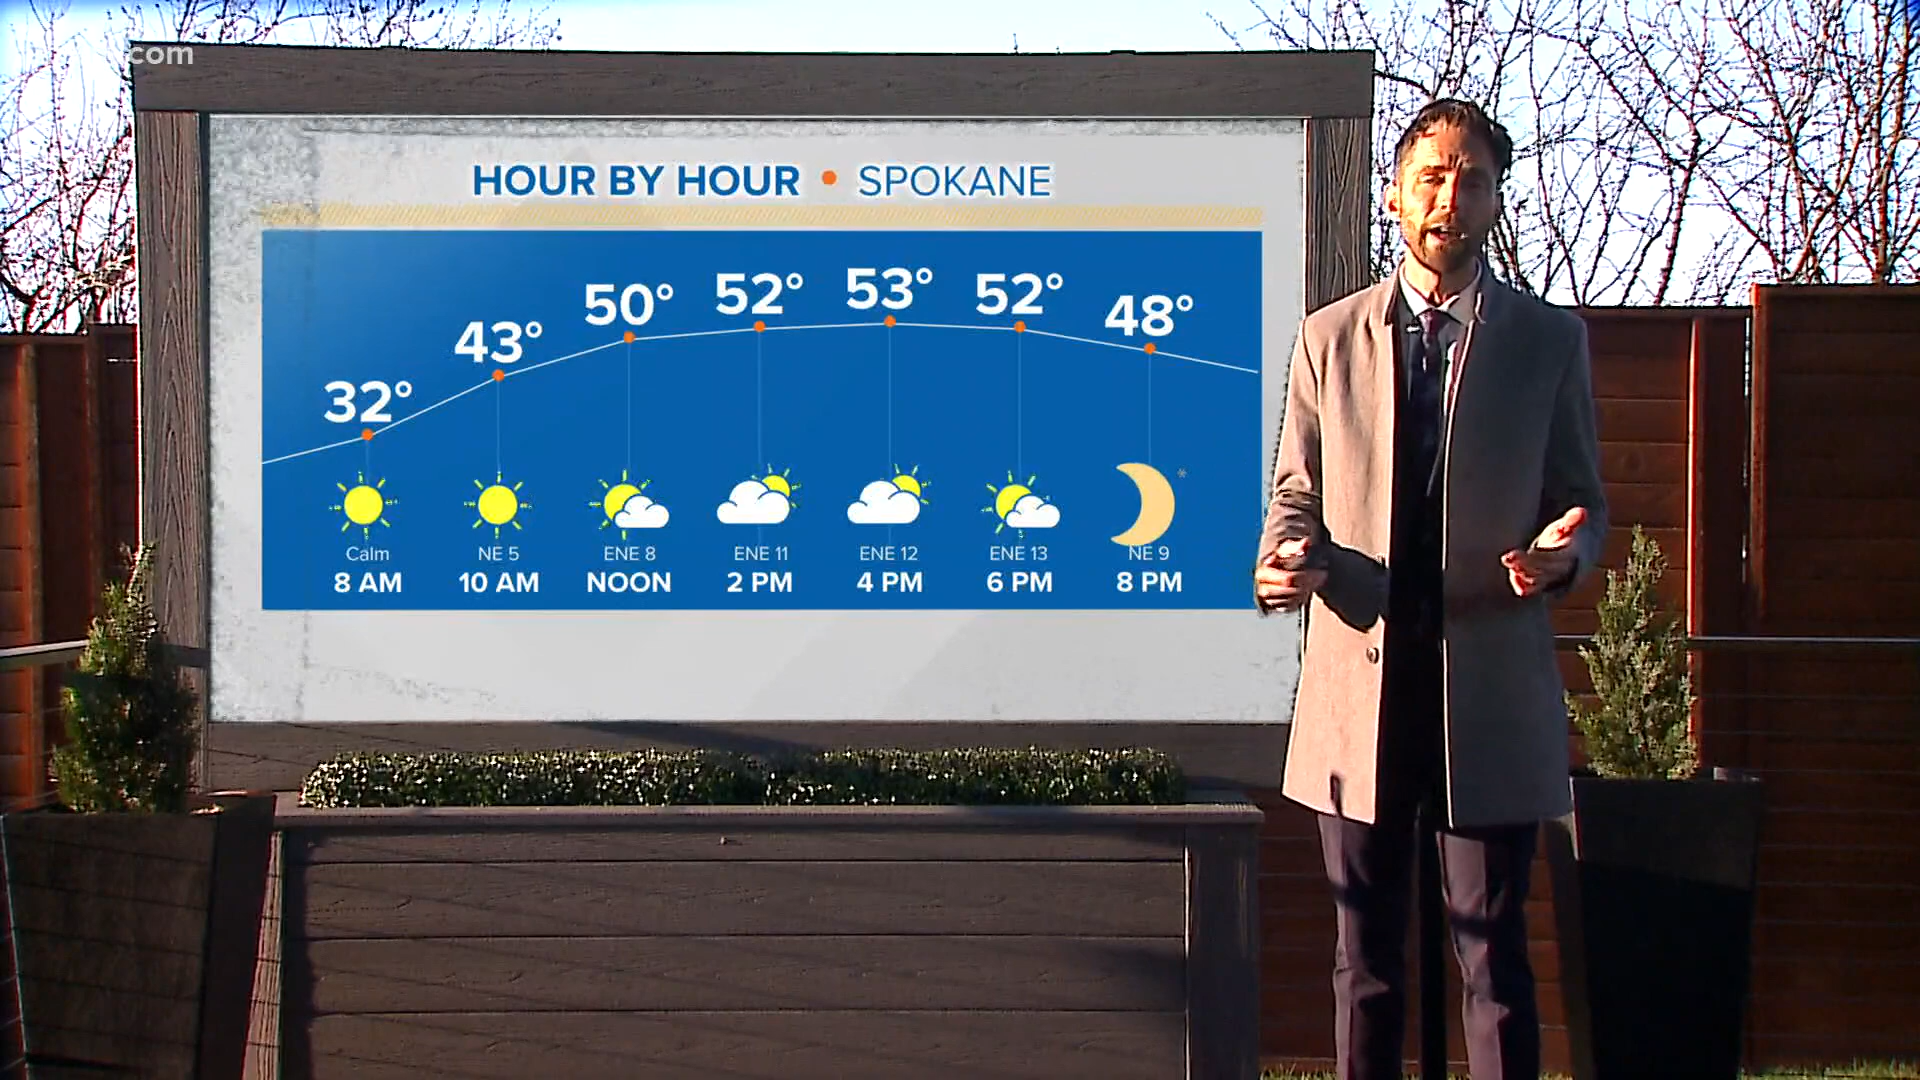 .com
HOUR BY HOUR • SPOKANE
32° 43° 50° 52° 53° 52° 48°
Calm NE 5 ENE 8 ENE 11 ENE 12 ENE 13 NE 9
8 AM 10 AM NOON 2 PM 4 PM 6 PM 8 PM